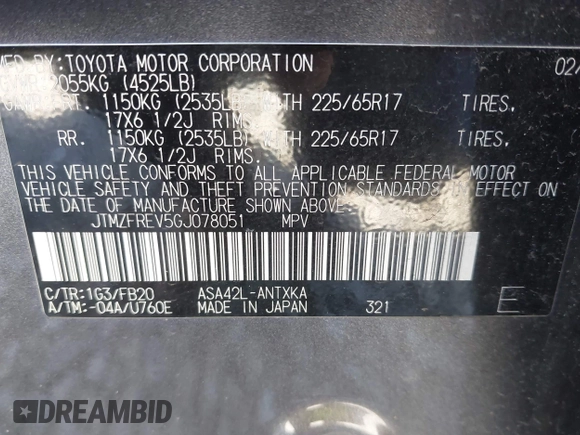 MFD BY:TOYOTA MOTOR CORPORATION 02/
2055KG (4525LB)
FRT. 1150KG (2535LB) WITH 225/65R17 TIRES,
17X6 1/2J RIMS.
RR. 1150KG (2535LB) WITH 225/65R17 TIRES,
17X6 1/2J RIMS.
THIS VEHICLE CONFORMS TO ALL APPLICABLE FEDERAL MOTOR
VEHICLE SAFETY AND THEFT PREVENTION STANDARDS IN EFFECT ON
THE DATE OF MANUFACTURE SHOWN ABOVE.
JTMZFREV5GJ078051 MPV
C/TR:1G3/FB20 ASA42L-ANTXKA
A/TM:-04A/U760E MADE IN JAPAN 321 E
DREAMBID